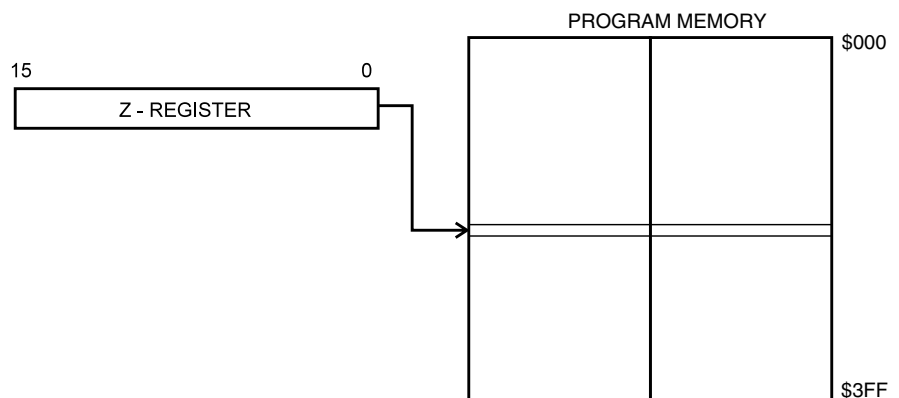 PROGRAM MEMORY
$000
15 0
Z - REGISTER
$3FF